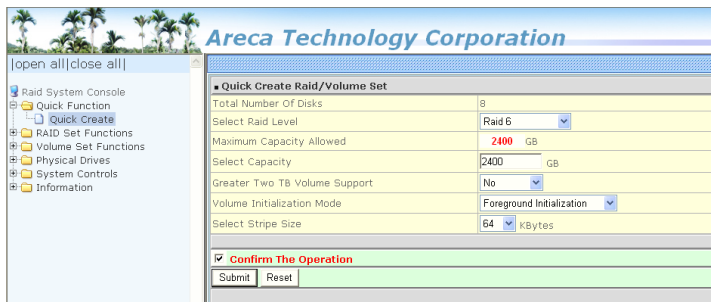 Areca Technology Corporation
|open all|close all|
Raid System Console
Quick Function
Quick Create
RAID Set Functions
Volume Set Functions
Physical Drives
System Controls
Information
Quick Create Raid/Volume Set
Total Number Of Disks 8
Select Raid Level Raid 6
Maximum Capacity Allowed 2400 GB
Select Capacity 2400 GB
Greater Two TB Volume Support No
Volume Initialization Mode Foreground Initialization
Select Stripe Size 64 KBytes
Confirm The Operation
Submit Reset